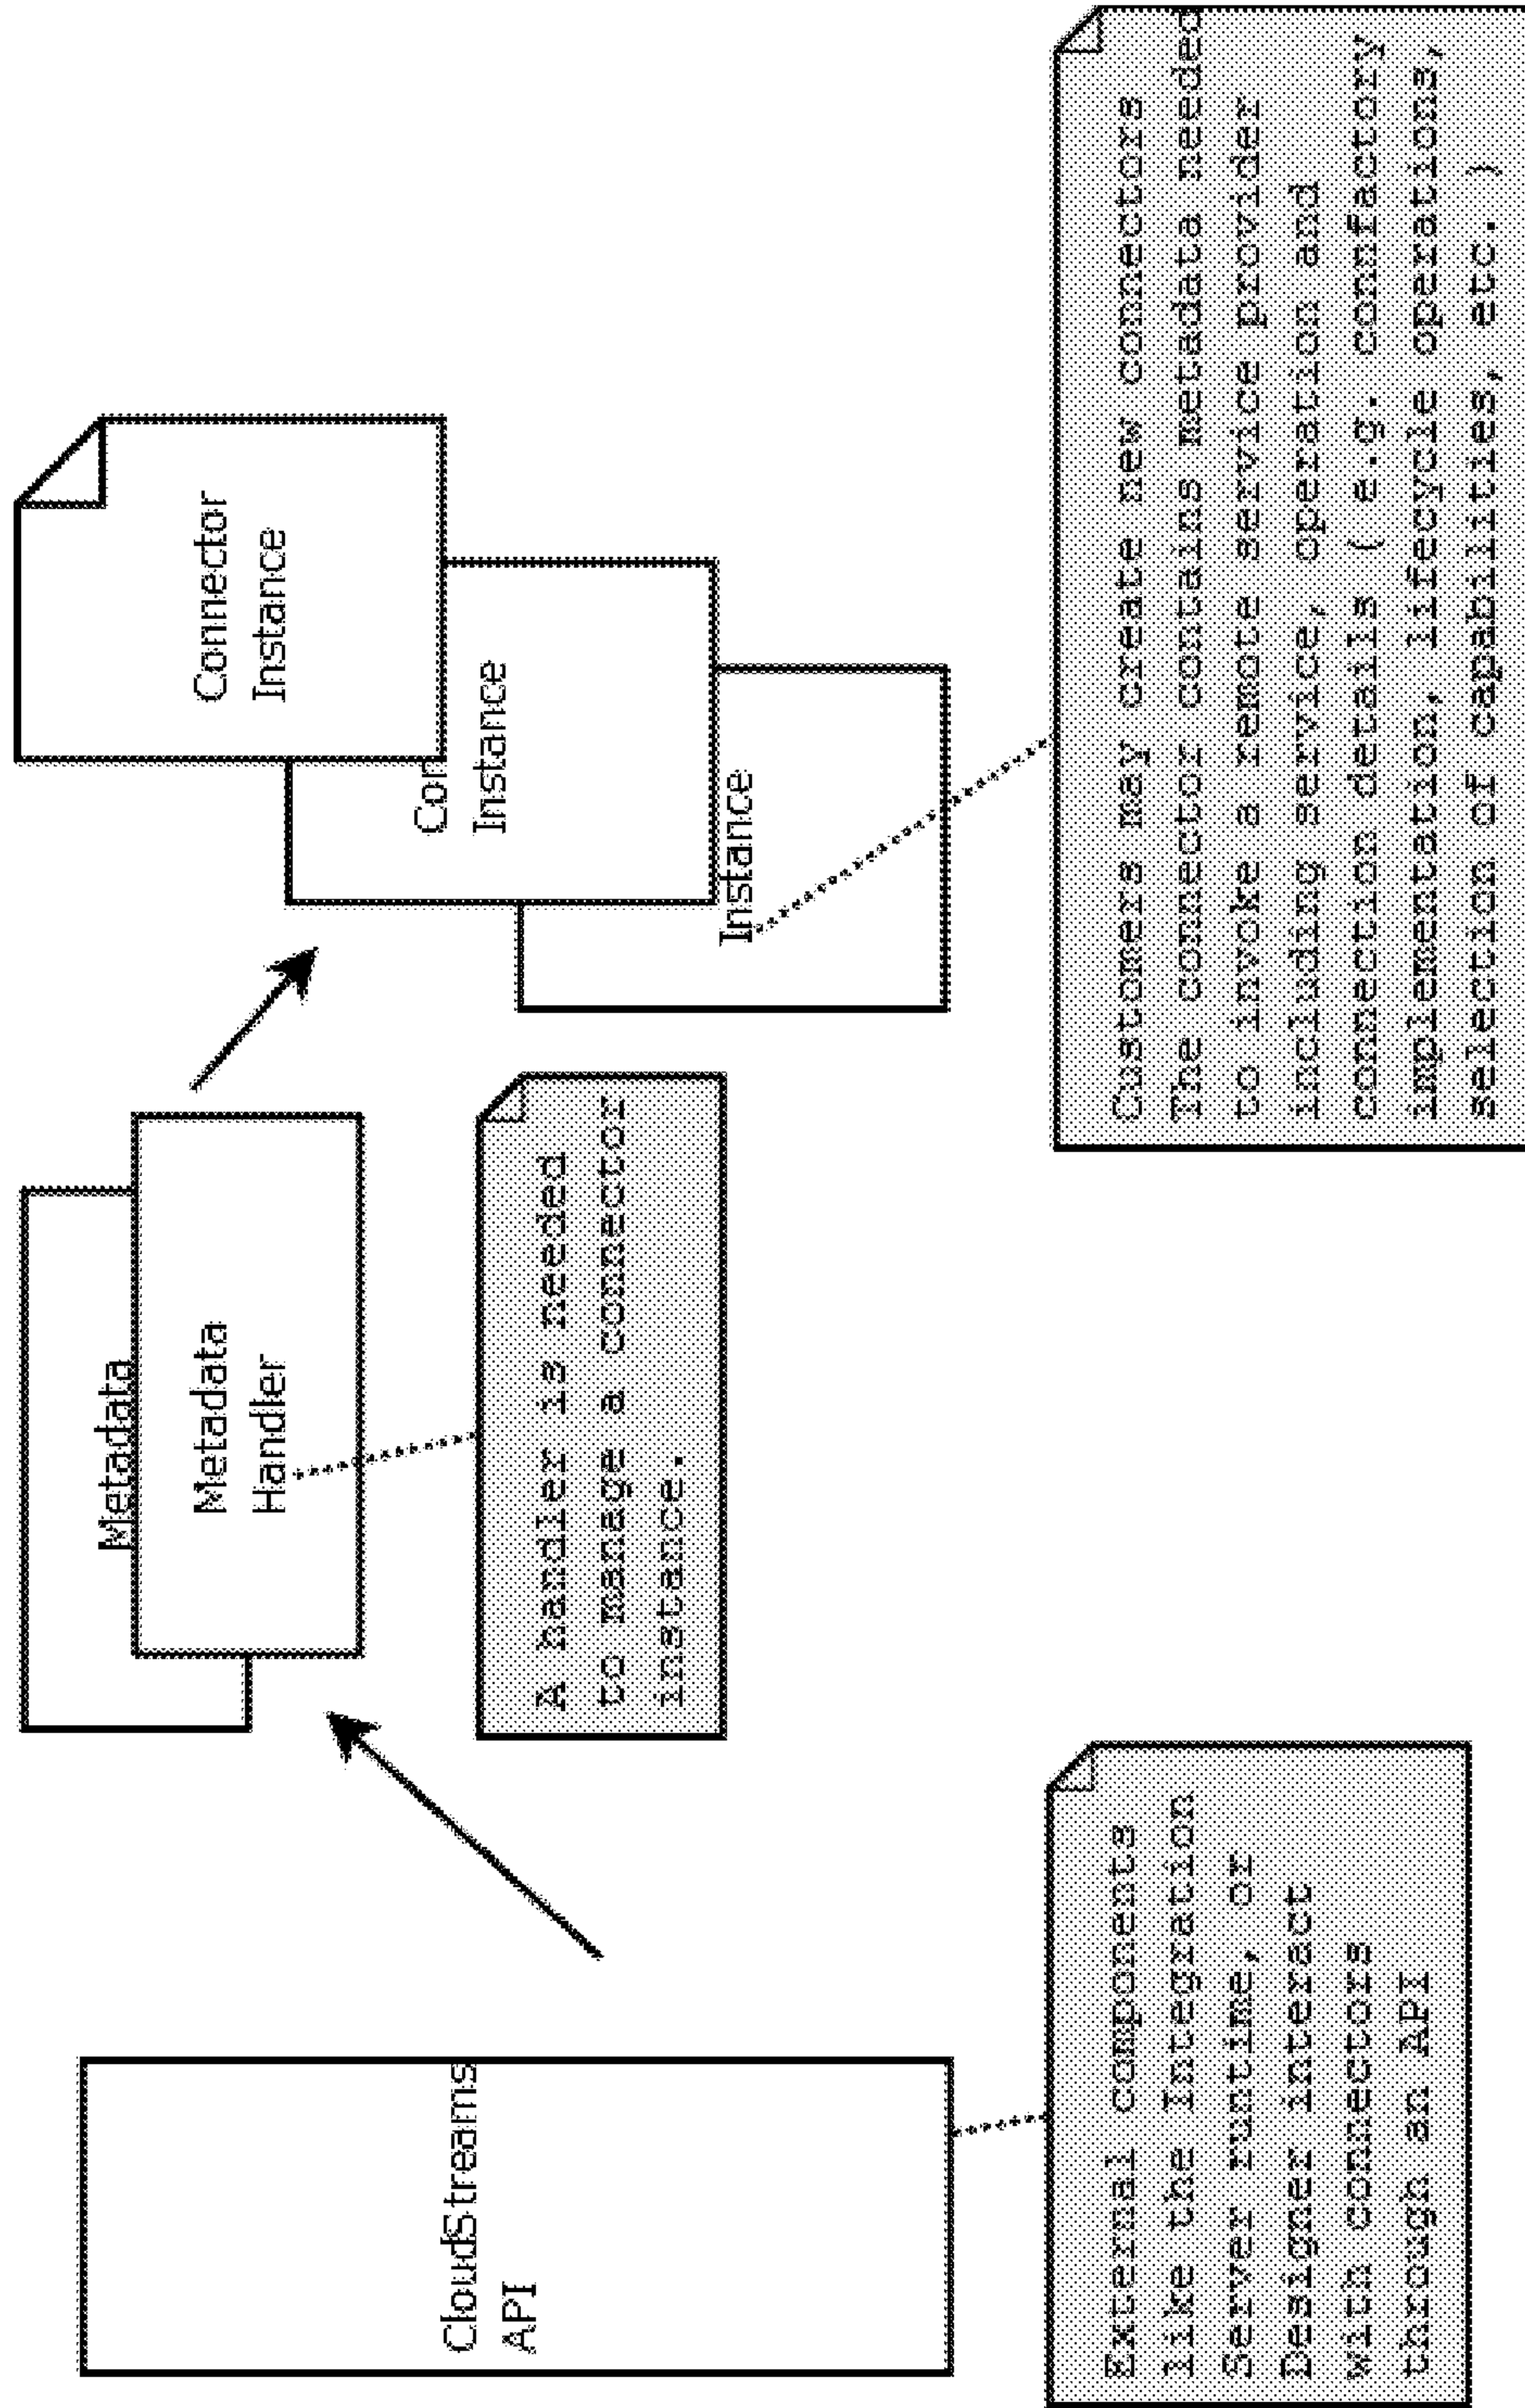 CloudStreams
API
Metadata
Metadata
Handler
Connector
Instance
Con
Instance
Instance
External components
like the Integration
Server runtime, or
Designer interact
with connectors
through an API
A handler is needed
to manage a connector
instance.
Customers may create new connectors
The connector contains metadata needed
to invoke a remote service provider
including service, operation and
connection details ( e.g. connfactory
implementation, lifecycle operations,
selection of capabilities, etc. )